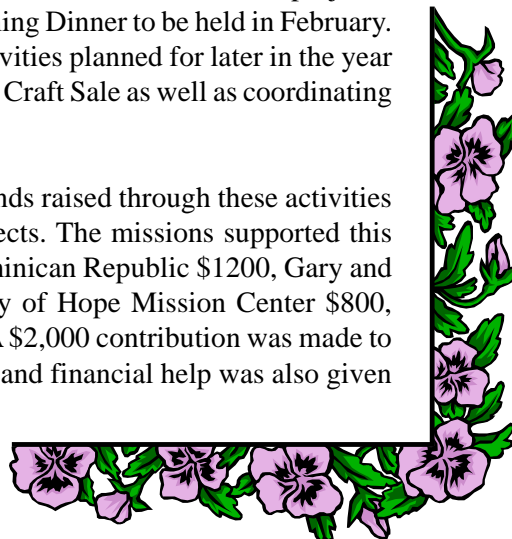 ning Dinner to be held in February.
vities planned for later in the year
Craft Sale as well as coordinating
nds raised through these activities
ects. The missions supported this
minican Republic $1200, Gary and
y of Hope Mission Center $800,
A $2,000 contribution was made to
and financial help was also given